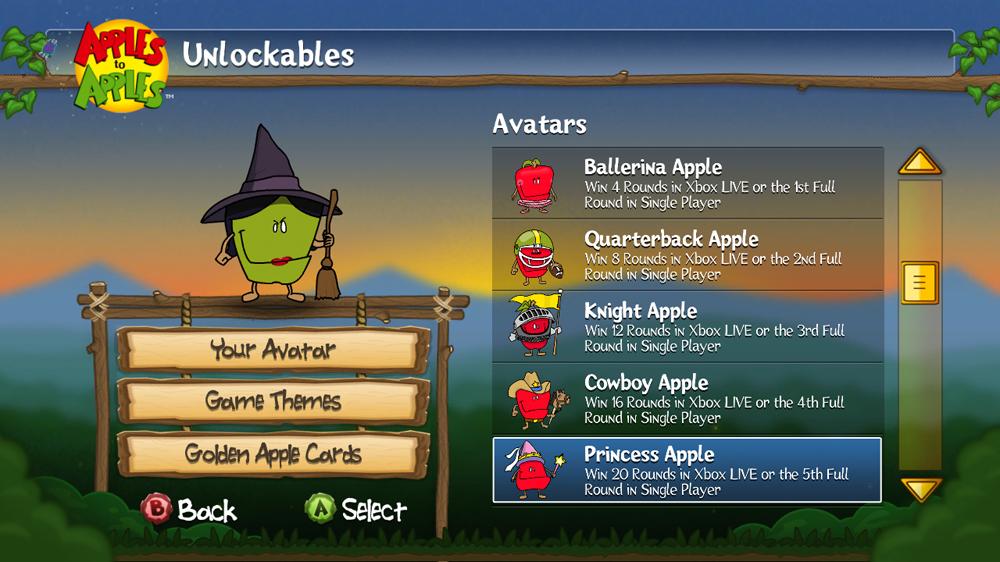 Apples
to
Apples™
Unlockables
Avatars
Ballerina Apple
Win 4 Rounds in Xbox LIVE or the 1st Full
Round in Single Player
Quarterback Apple
Win 8 Rounds in Xbox LIVE or the 2nd Full
Round in Single Player
Knight Apple
Win 12 Rounds in Xbox LIVE or the 3rd Full
Round in Single Player
Cowboy Apple
Win 16 Rounds in Xbox LIVE or the 4th Full
Round in Single Player
Princess Apple
Win 20 Rounds in Xbox LIVE or the 5th Full
Round in Single Player
Your Avatar
Game Themes
Golden Apple Cards
B Back
A Select